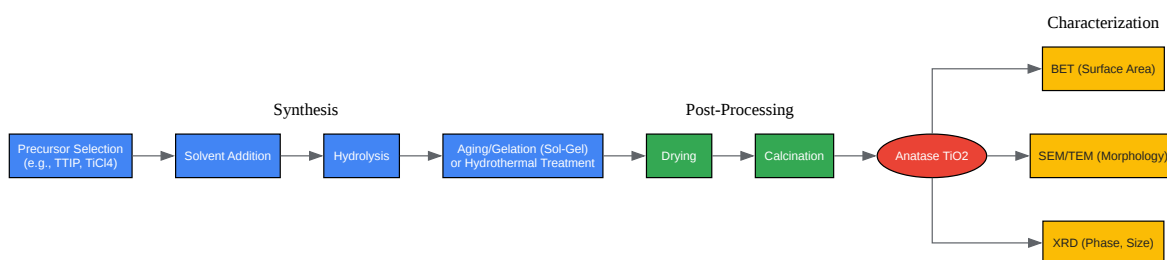 Characterization
BET (Surface Area)
Synthesis
Post-Processing
Precursor Selection
(e.g., TTIP, TiCl4)
Solvent Addition
Hydrolysis
Aging/Gelation (Sol-Gel)
or Hydrothermal Treatment
Drying
Calcination
Anatase TiO2
SEM/TEM (Morphology)
XRD (Phase, Size)